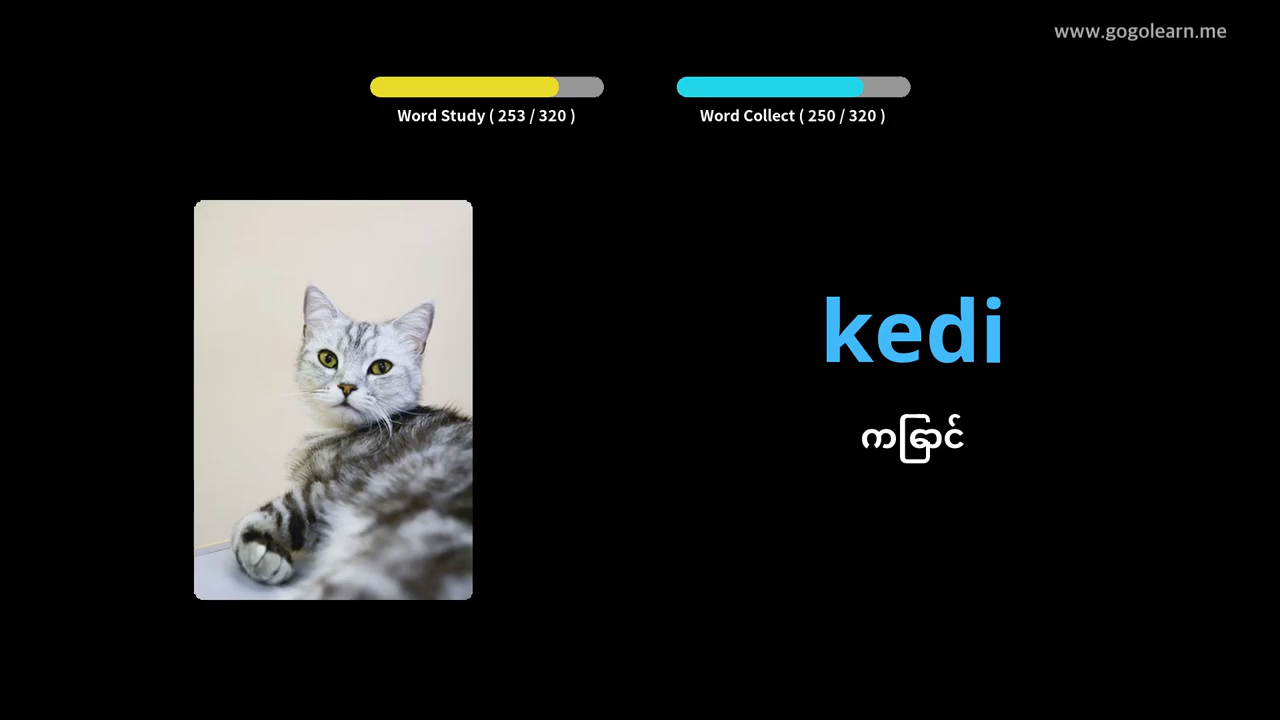 www.gogolearn.me
Word Study ( 253 / 320 )
Word Collect ( 250 / 320 )
kedi
ကြောင်